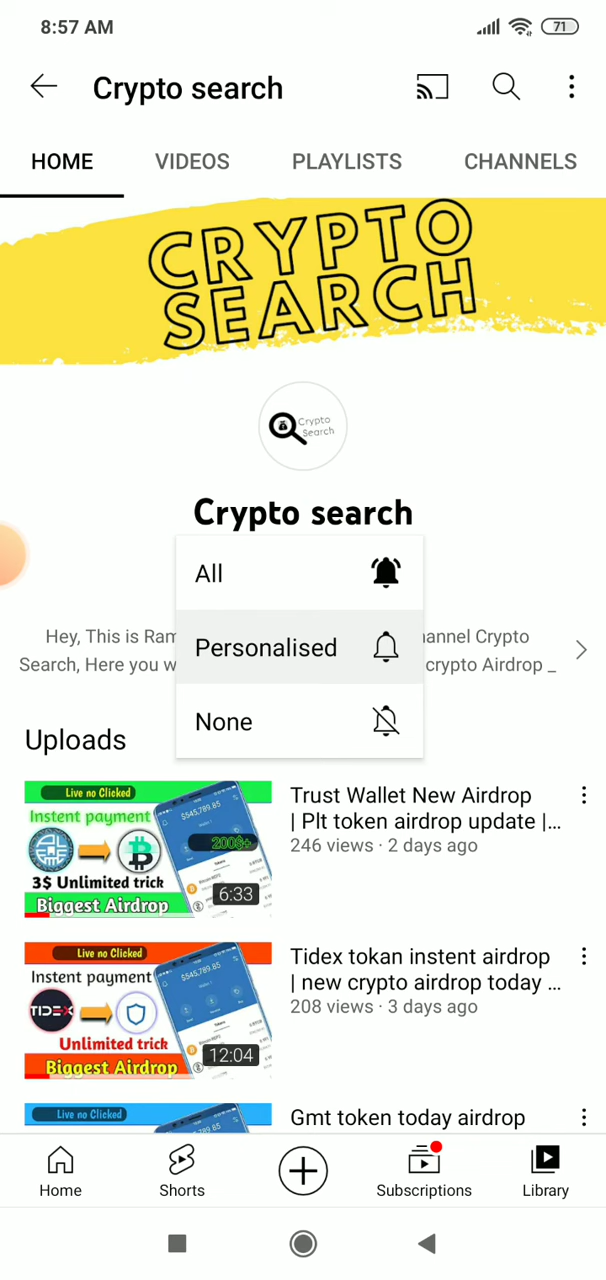 8:57 AM
71
Crypto search
HOME
VIDEOS
PLAYLISTS
CHANNELS
CRYPTO
SEARCH
Crypto
Search
Crypto search
All
Hey, This is Ram
hannel Crypto
Personalised
Search, Here you w
crypto Airdrop _
None
Uploads
Live no Clicked
Instent payment
$545,789.85
200$+
3$ Unlimited trick
6:33
Biggest Airdrop
Trust Wallet New Airdrop
| Plt token airdrop update |...
246 views · 2 days ago
Live no Clicked
Instent payment
$545,789.85
TIDEX
Unlimited trick
12:04
Biggest Airdrop
Tidex tokan instent airdrop
| new crypto airdrop today ...
208 views · 3 days ago
Live no Clicked
Gmt token today airdrop
Home
Shorts
Subscriptions
Library